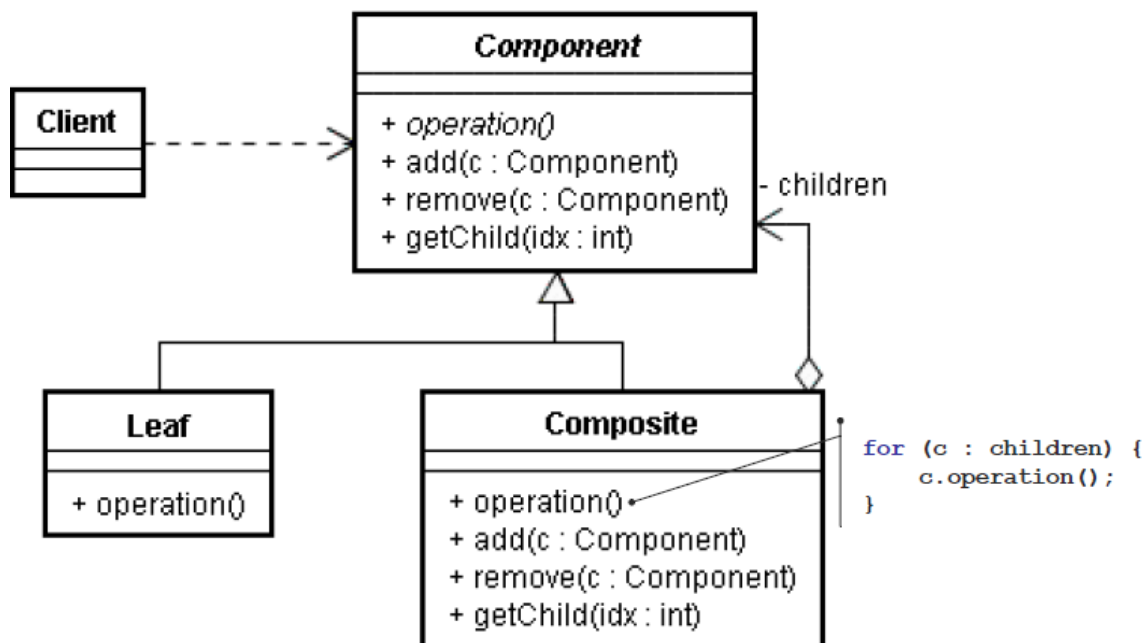 Component
+ operation()
+ add(c : Component)
+ remove(c : Component)
+ getChild(idx : int)
Client
- children
Leaf
+ operation()
Composite
+ operation()
+ add(c : Component)
+ remove(c : Component)
+ getChild(idx : int)
for (c : children) {
c.operation();
}